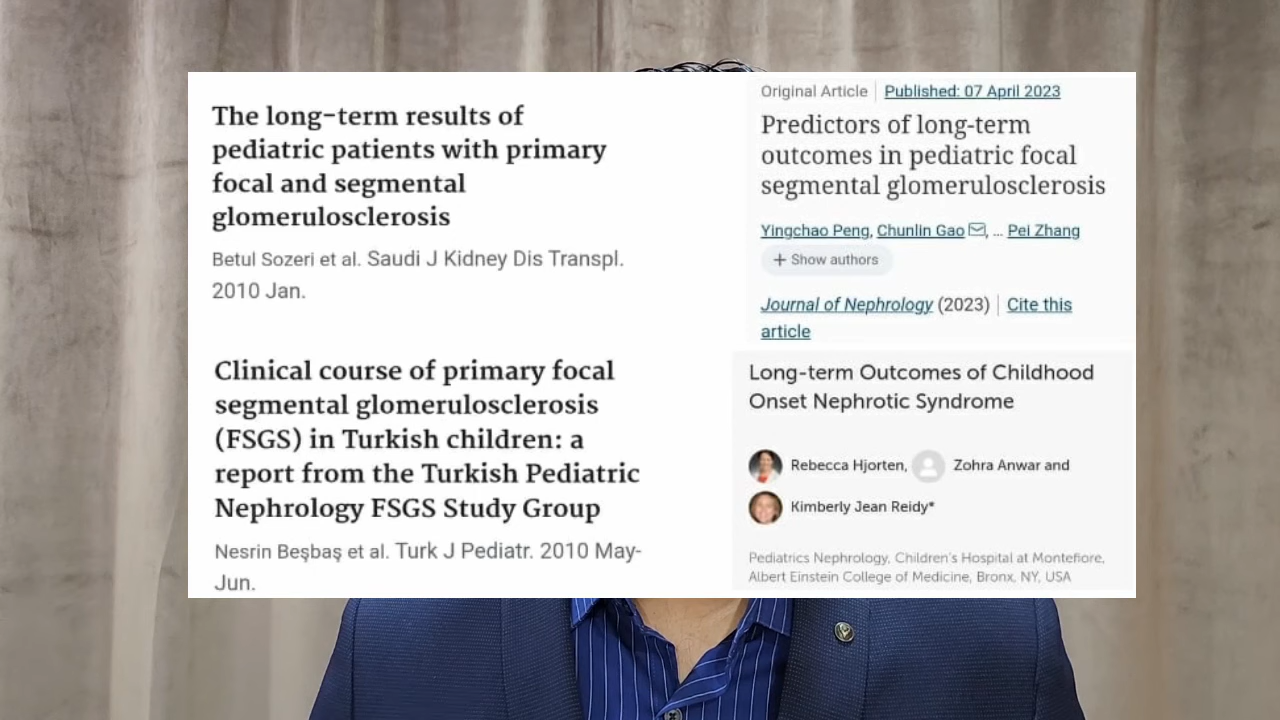 The long-term results of
pediatric patients with primary
focal and segmental
glomerulosclerosis
Betul Sozeri et al. Saudi J Kidney Dis Transpl.
2010 Jan.
Original Article | Published: 07 April 2023
Predictors of long-term
outcomes in pediatric focal
segmental glomerulosclerosis
Yingchao Peng, Chunlin Gao, ... Pei Zhang
+ Show authors
Journal of Nephrology (2023) | Cite this
article
Clinical course of primary focal
segmental glomerulosclerosis
(FSGS) in Turkish children: a
report from the Turkish Pediatric
Nephrology FSGS Study Group
Nesrin Beşbaş et al. Turk J Pediatr. 2010 May-
Jun.
Long-term Outcomes of Childhood
Onset Nephrotic Syndrome
Rebecca Hjorten, Zohra Anwar and
Kimberly Jean Reidy*
Pediatrics Nephrology, Children's Hospital at Montefiore,
Albert Einstein College of Medicine, Bronx, NY, USA